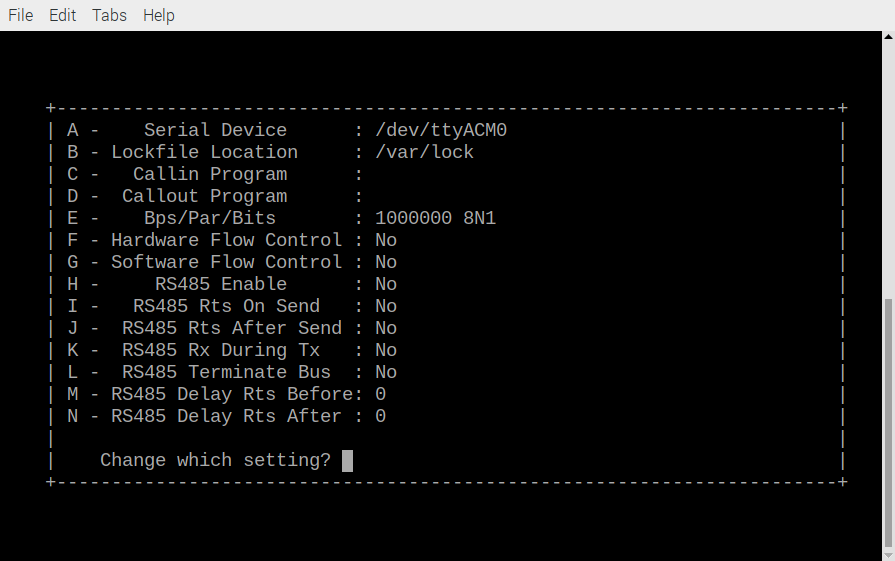 File Edit Tabs Help
+-----------------------------------------------------------------------+
| A -    Serial Device      : /dev/ttyACM0                              |
| B - Lockfile Location     : /var/lock                                 |
| C -   Callin Program      :                                           |
| D -  Callout Program      :                                           |
| E -    Bps/Par/Bits       : 1000000 8N1                               |
| F - Hardware Flow Control : No                                        |
| G - Software Flow Control : No                                        |
| H -     RS485 Enable      : No                                        |
| I -   RS485 Rts On Send   : No                                        |
| J -  RS485 Rts After Send : No                                        |
| K -  RS485 Rx During Tx   : No                                        |
| L -  RS485 Terminate Bus  : No                                        |
| M - RS485 Delay Rts Before: 0                                         |
| N - RS485 Delay Rts After : 0                                         |
|                                                                       |
|    Change which setting?                                              |
+-----------------------------------------------------------------------+